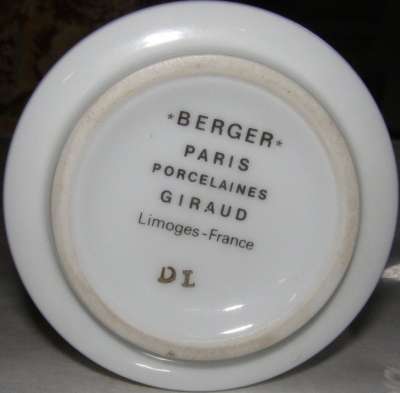 *BERGER*
PARIS
PORCELAINES
GIRAUD
Limoges-France
DL